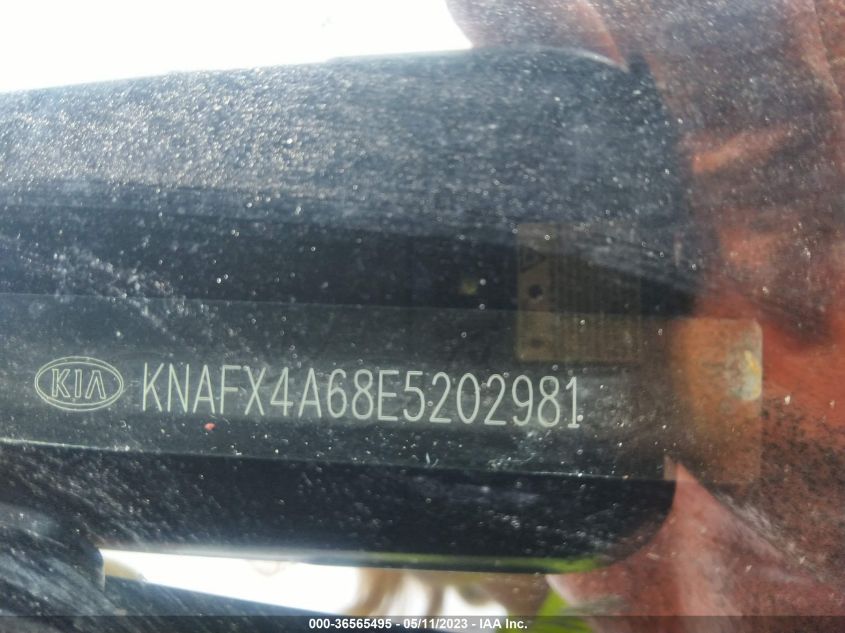 KIA KNAFX4A68E5202981
000-36565495 - 05/11/2023 - IAA Inc.